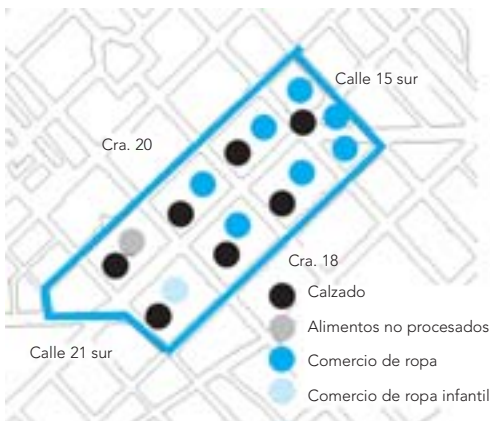 Calle 15 sur
Cra. 20
Cra. 18
Calzado
Alimentos no procesados
Calle 21 sur
Comercio de ropa
Comercio de ropa infantil